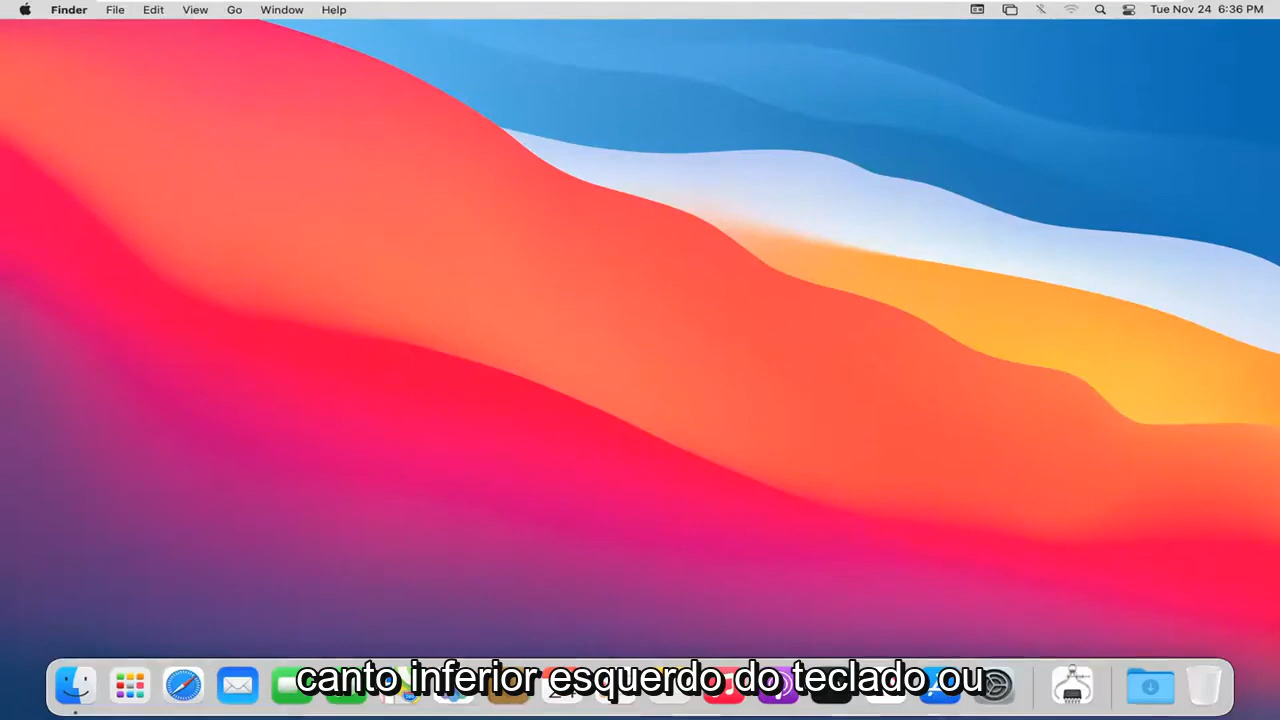 Finder File Edit View Go Window Help Tue Nov 24 6:36 PM
canto inferior esquerdo do teclado ou